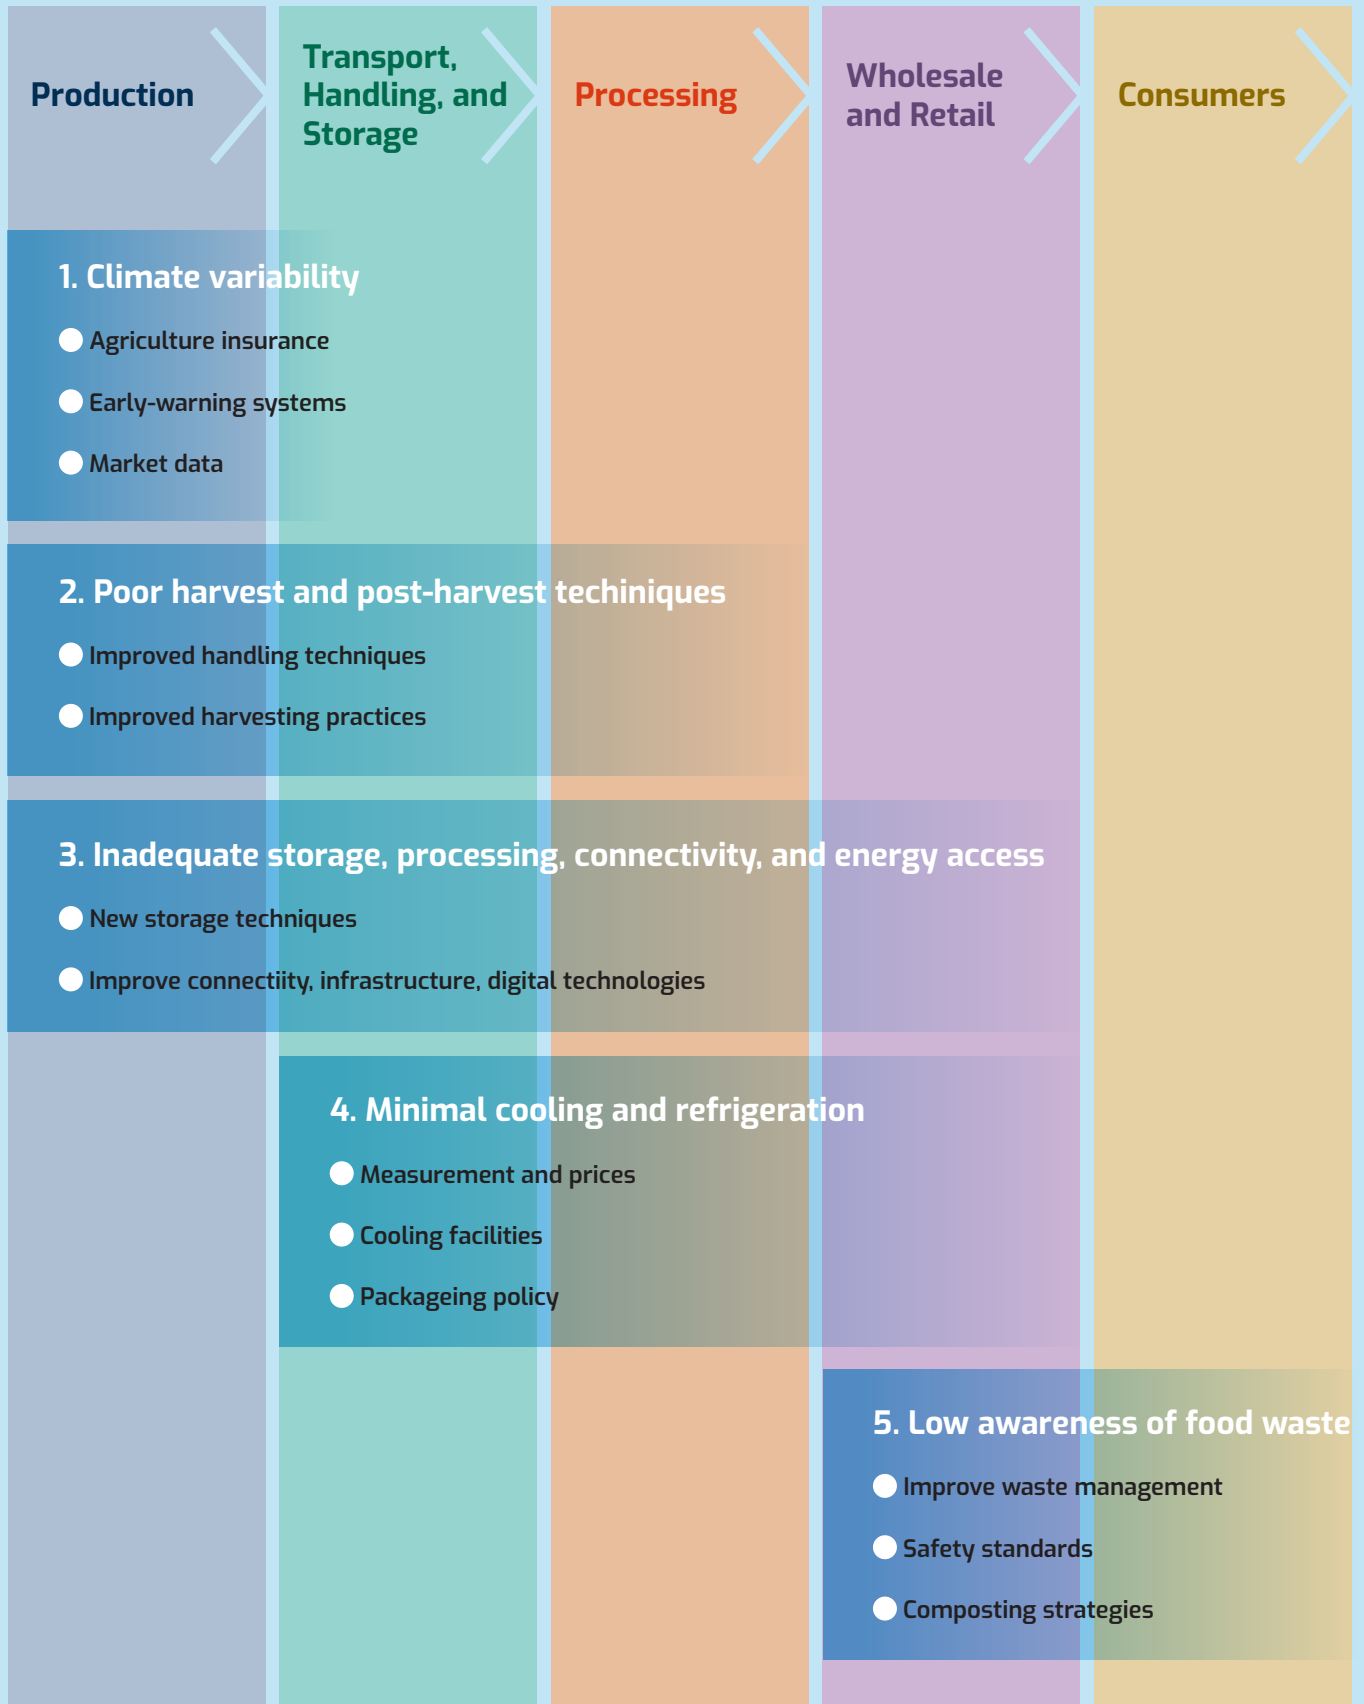 Production
Transport,
Handling, and
Storage
Processing
Wholesale
and Retail
Consumers
1. Climate variability
Agriculture insurance
Early-warning systems
Market data
2. Poor harvest and post-harvest techiniques
Improved handling techniques
Improved harvesting practices
3. Inadequate storage, processing, connectivity, and energy access
New storage techniques
Improve connectiity, infrastructure, digital technologies
4. Minimal cooling and refrigeration
Measurement and prices
Cooling facilities
Packageing policy
5. Low awareness of food waste
Improve waste management
Safety standards
Composting strategies